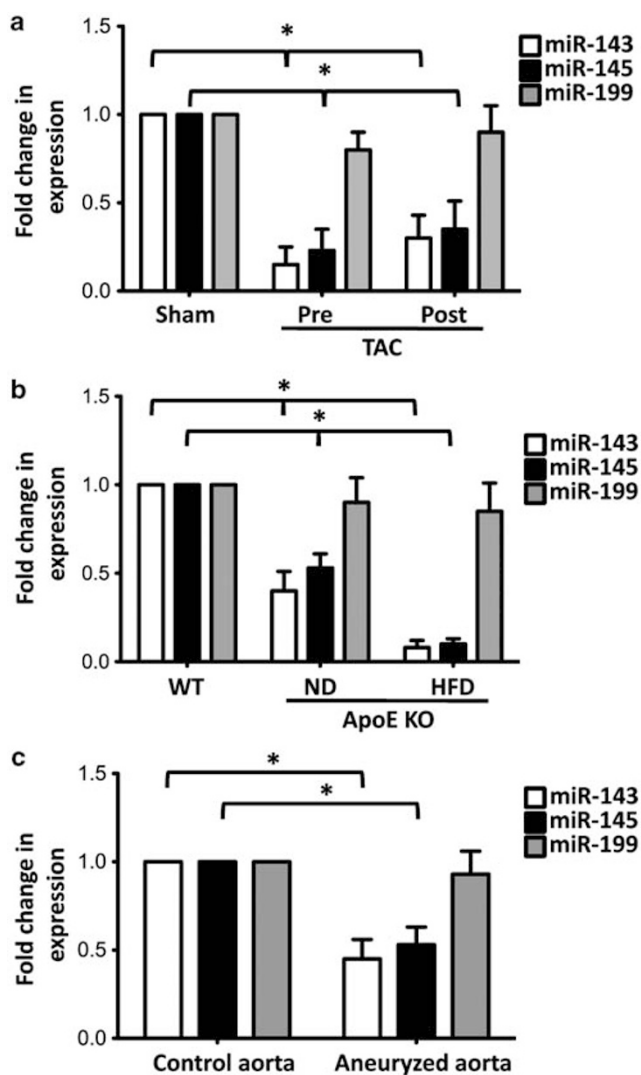 a
1.5
*
*
1.0
0.5
0.0
Fold change in
expression
miR-143
miR-145
miR-199
Sham
Pre
Post
TAC
b
1.5
*
*
1.0
0.5
0.0
Fold change in
expression
miR-143
miR-145
miR-199
WT
ND
HFD
ApoE KO
c
1.5
*
*
1.0
0.5
0.0
Fold change in
expression
miR-143
miR-145
miR-199
Control aorta
Aneuryzed aorta